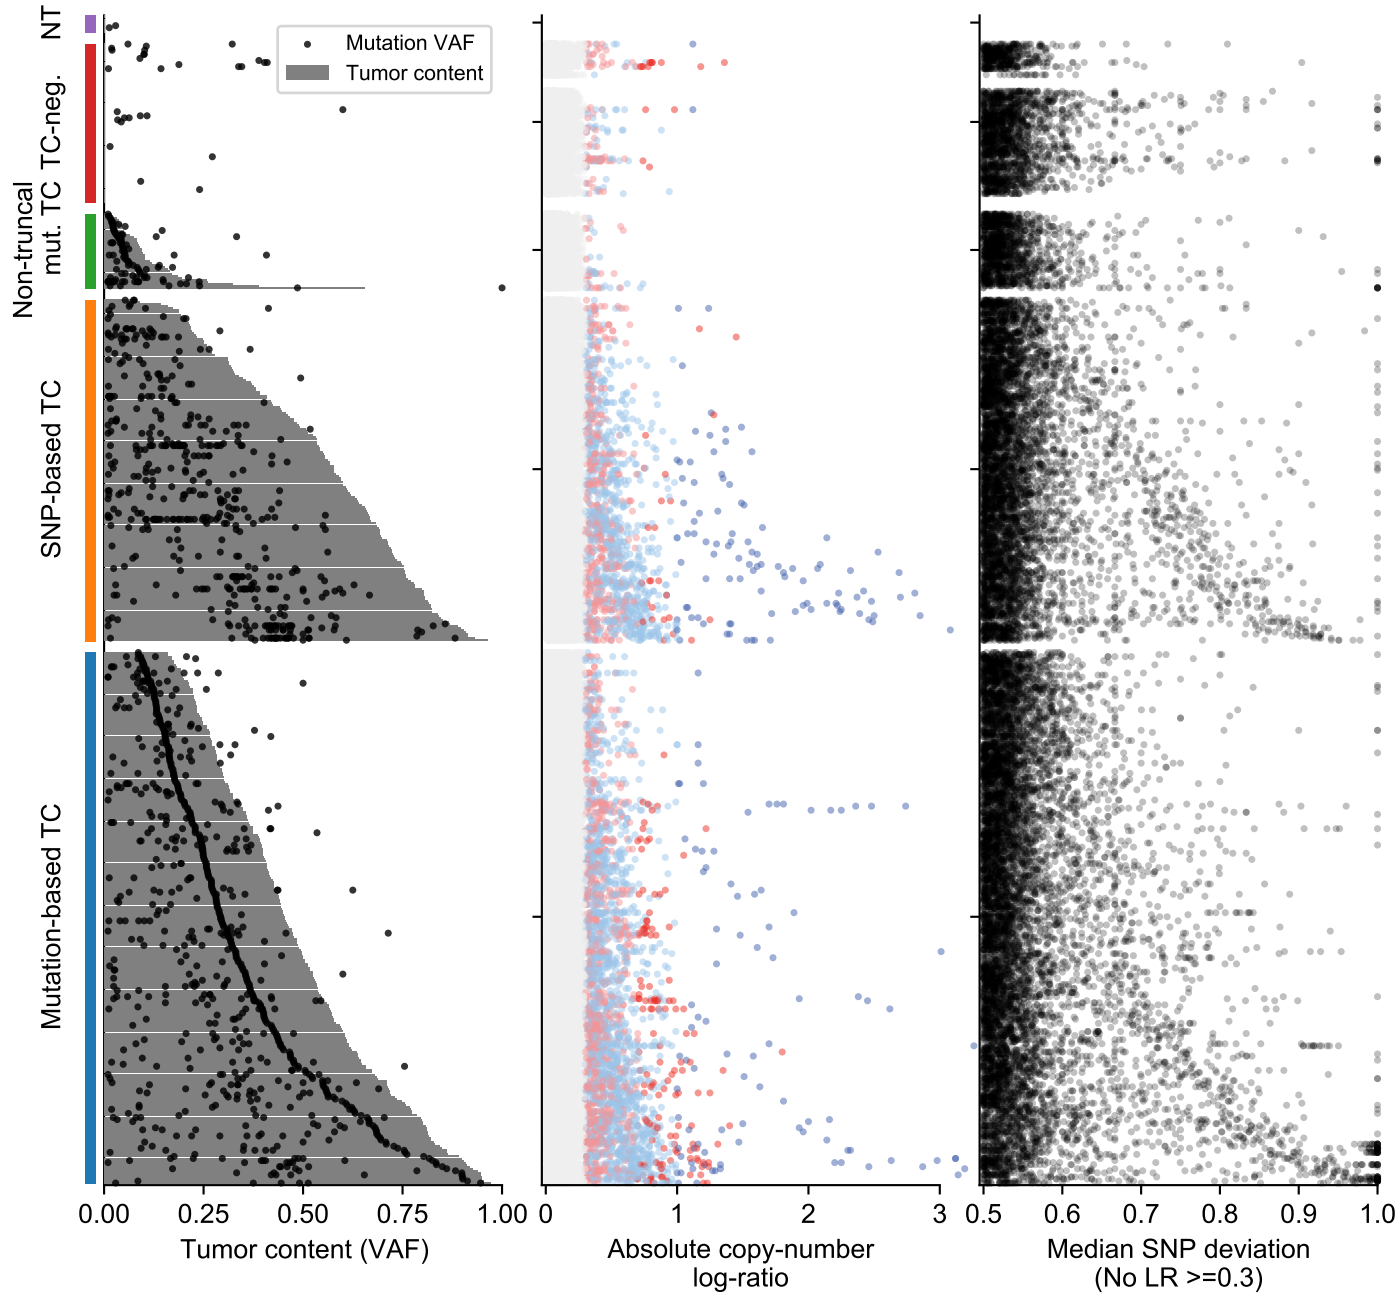 NT
TC-neg.
Non-truncal
mut. TC
SNP-based TC
Mutation-based TC
Mutation VAF
Tumor content
0.00 0.25 0.50 0.75 1.00
Tumor content (VAF)
0 1 2 3
Absolute copy-number
log-ratio
0.5 0.6 0.7 0.8 0.9 1.0
Median SNP deviation
(No LR >=0.3)